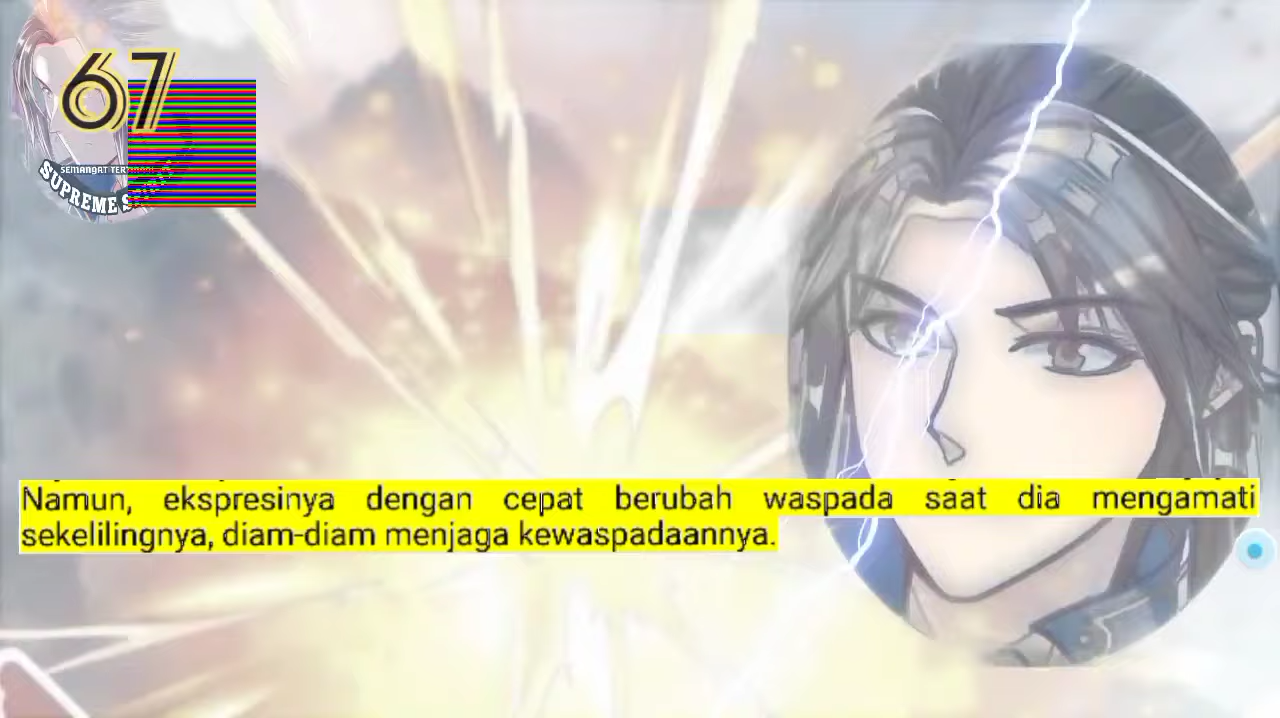 67
SEMANGAT
SUPREME
Namun, ekspresinya dengan cepat berubah waspada saat dia mengamati
sekelilingnya, diam-diam menjaga kewaspadaannya.